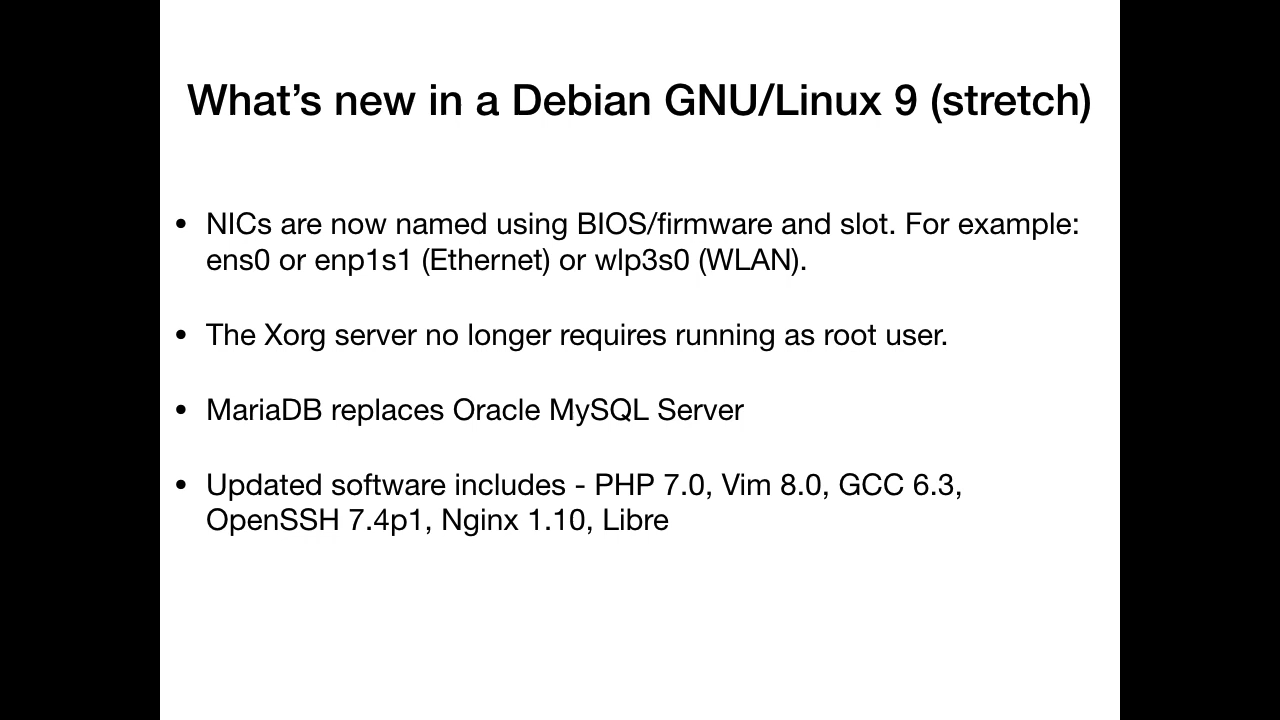 What’s new in a Debian GNU/Linux 9 (stretch)
• NICs are now named using BIOS/firmware and slot. For example:
ens0 or enp1s1 (Ethernet) or wlp3s0 (WLAN).
• The Xorg server no longer requires running as root user.
• MariaDB replaces Oracle MySQL Server
• Updated software includes - PHP 7.0, Vim 8.0, GCC 6.3,
OpenSSH 7.4p1, Nginx 1.10, Libre